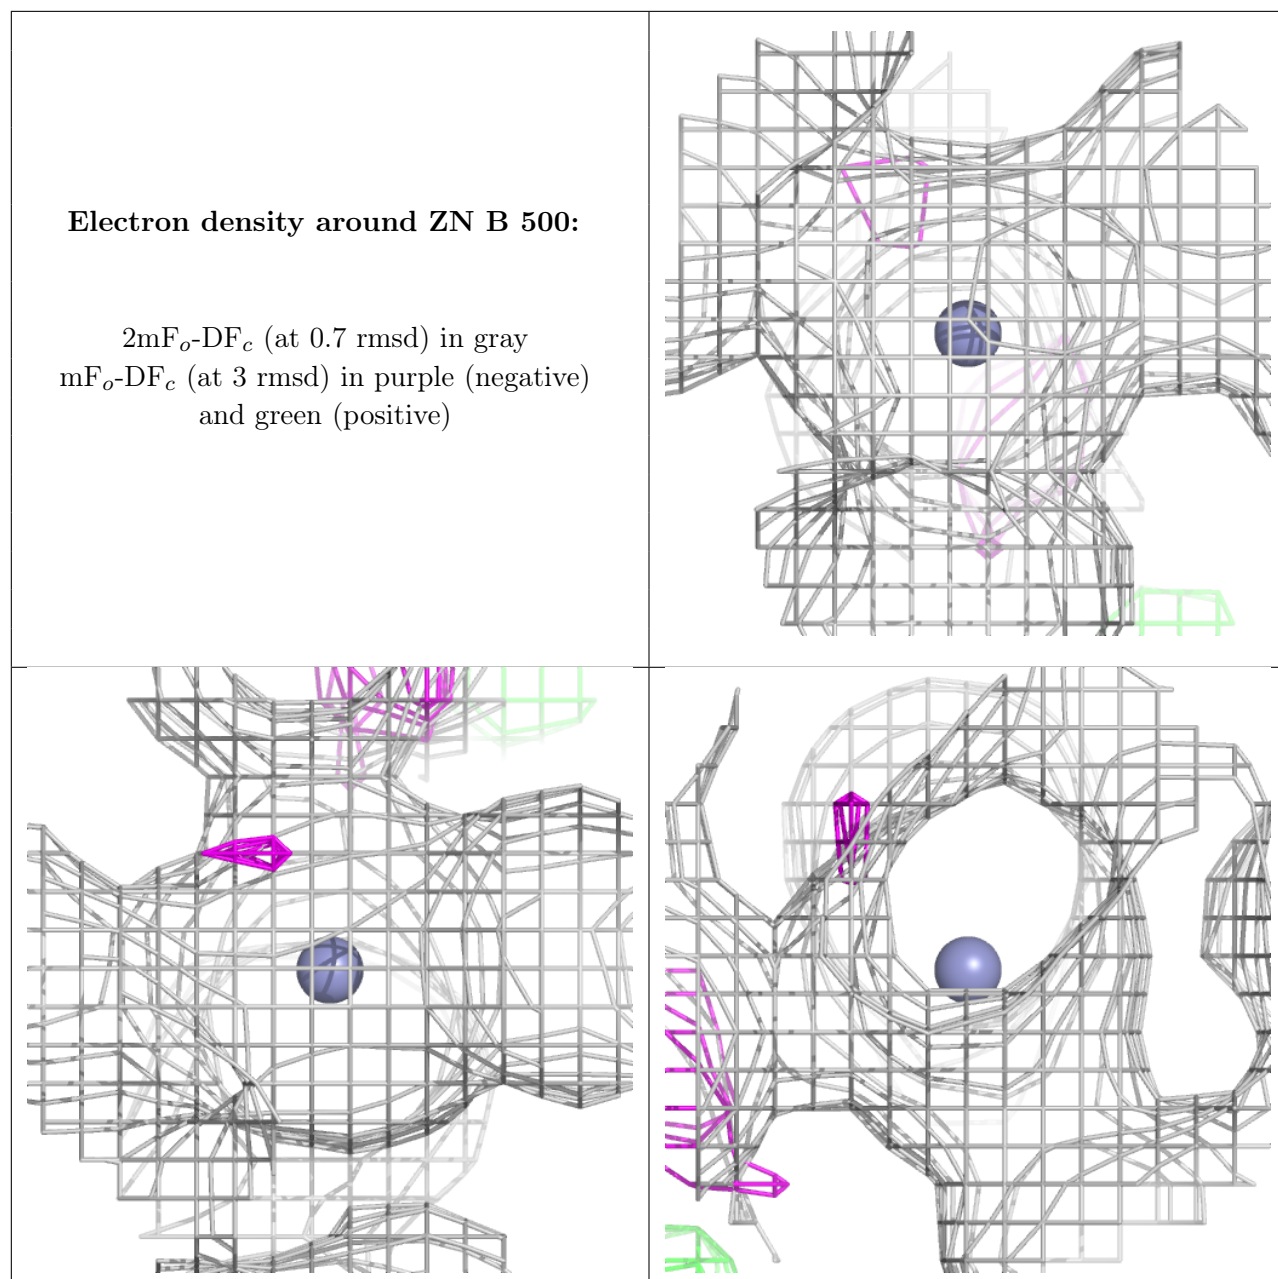 Electron density around ZN B 500:
2mFo-DFc (at 0.7 rmsd) in gray
mFo-DFc (at 3 rmsd) in purple (negative)
and green (positive)